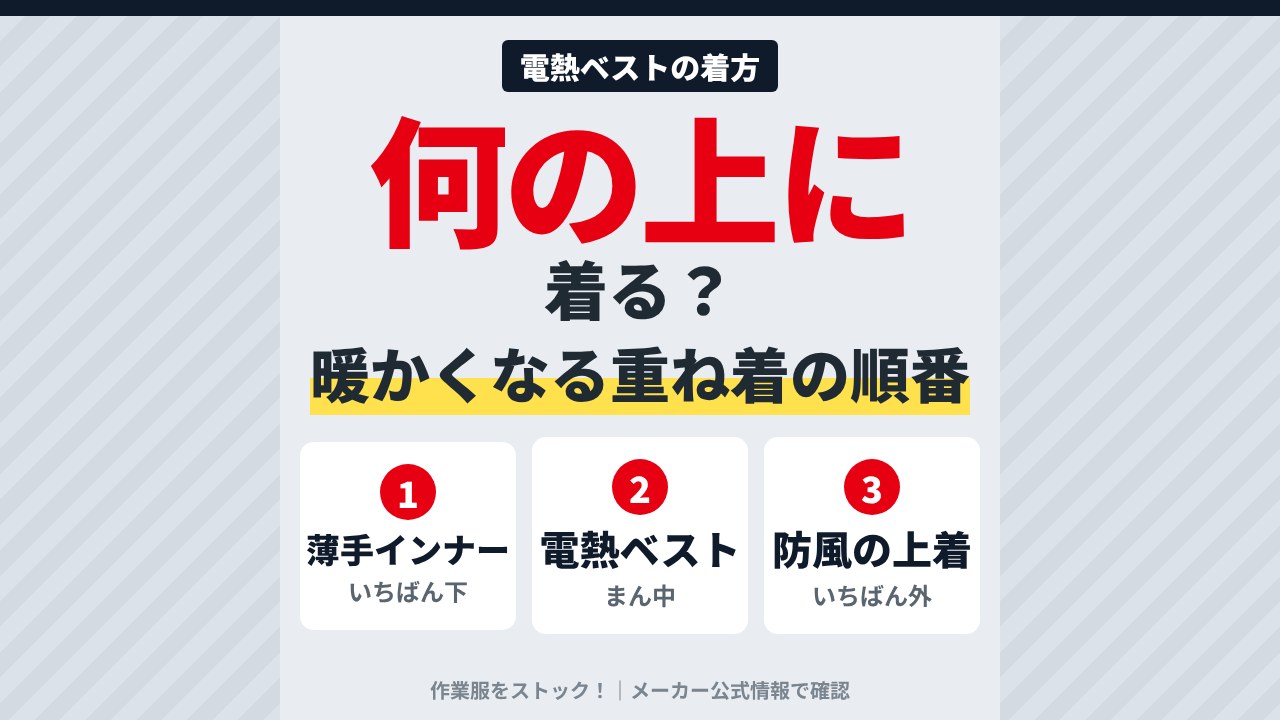 電熱ベストの着方
何の上に
着る？
暖かくなる重ね着の順番
1
薄手インナー
いちばん下
2
電熱ベスト
まん中
3
防風の上着
いちばん外
作業服をストック！｜メーカー公式情報で確認